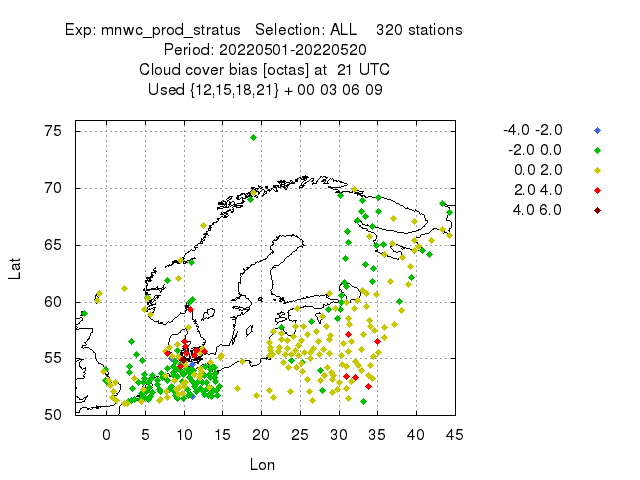 Exp: mnwc_prod_stratus   Selection: ALL    320 stations
Period: 20220501-20220520
Cloud cover bias [octas] at  21 UTC
Used {12,15,18,21} + 00 03 06 09
-4.0 -2.0
-2.0 0.0
0.0 2.0
2.0 4.0
4.0 6.0
75
70
65
60
55
50
Lat
0 5 10 15 20 25 30 35 40 45
Lon